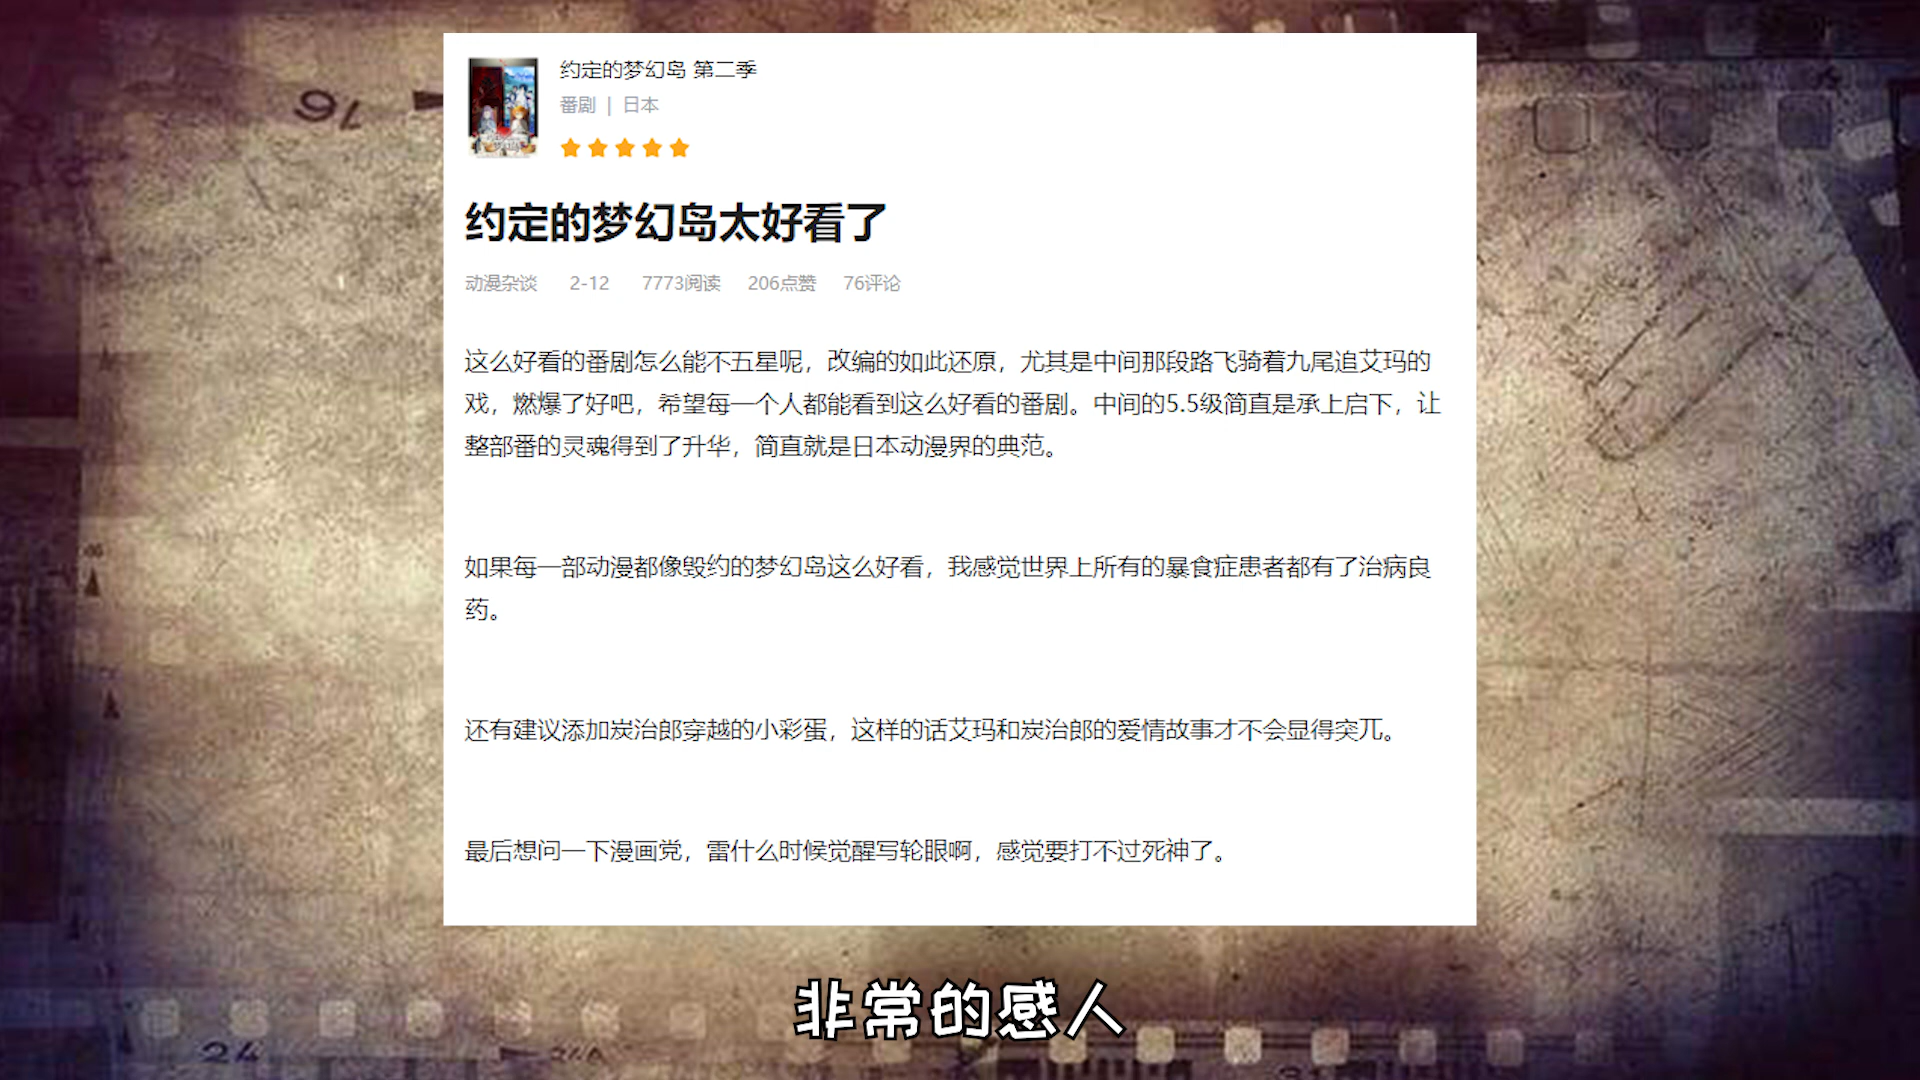 约定的梦幻岛 第二季
番剧 | 日本
约定的梦幻岛太好看了
动漫杂谈 2-12 7773阅读 206点赞 76评论
这么好看的番剧怎么能不五星呢，改编的如此还原，尤其是中间那段路飞骑着九尾追艾玛的
戏，燃爆了好吧，希望每一个人都能看到这么好看的番剧。中间的5.5级简直是承上启下，让
整部番的灵魂得到了升华，简直就是日本动漫界的典范。
如果每一部动漫都像毁约的梦幻岛这么好看，我感觉世界上所有的暴食症患者都有了治病良
药。
还有建议添加炭治郎穿越的小彩蛋，这样的话艾玛和炭治郎的爱情故事才不会显得突兀。
最后想问一下漫画党，雷什么时候觉醒写轮眼啊，感觉要打不过死神了。
非常的感人
24
24A